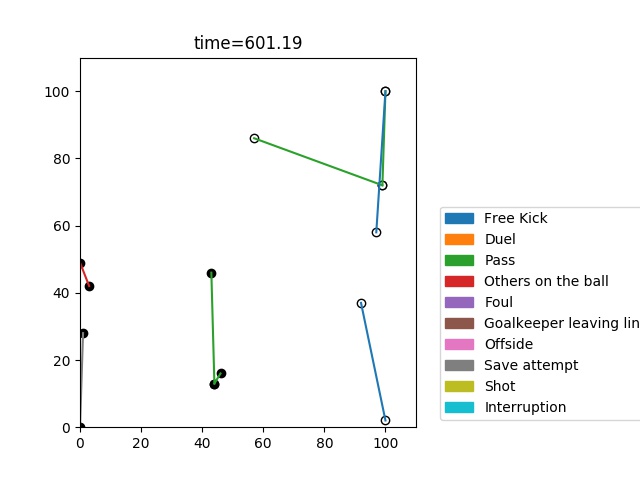 time=601.19
100
80
60
40
20
0
0 20 40 60 80 100
Free Kick
Duel
Pass
Others on the ball
Foul
Goalkeeper leaving lin
Offside
Save attempt
Shot
Interruption